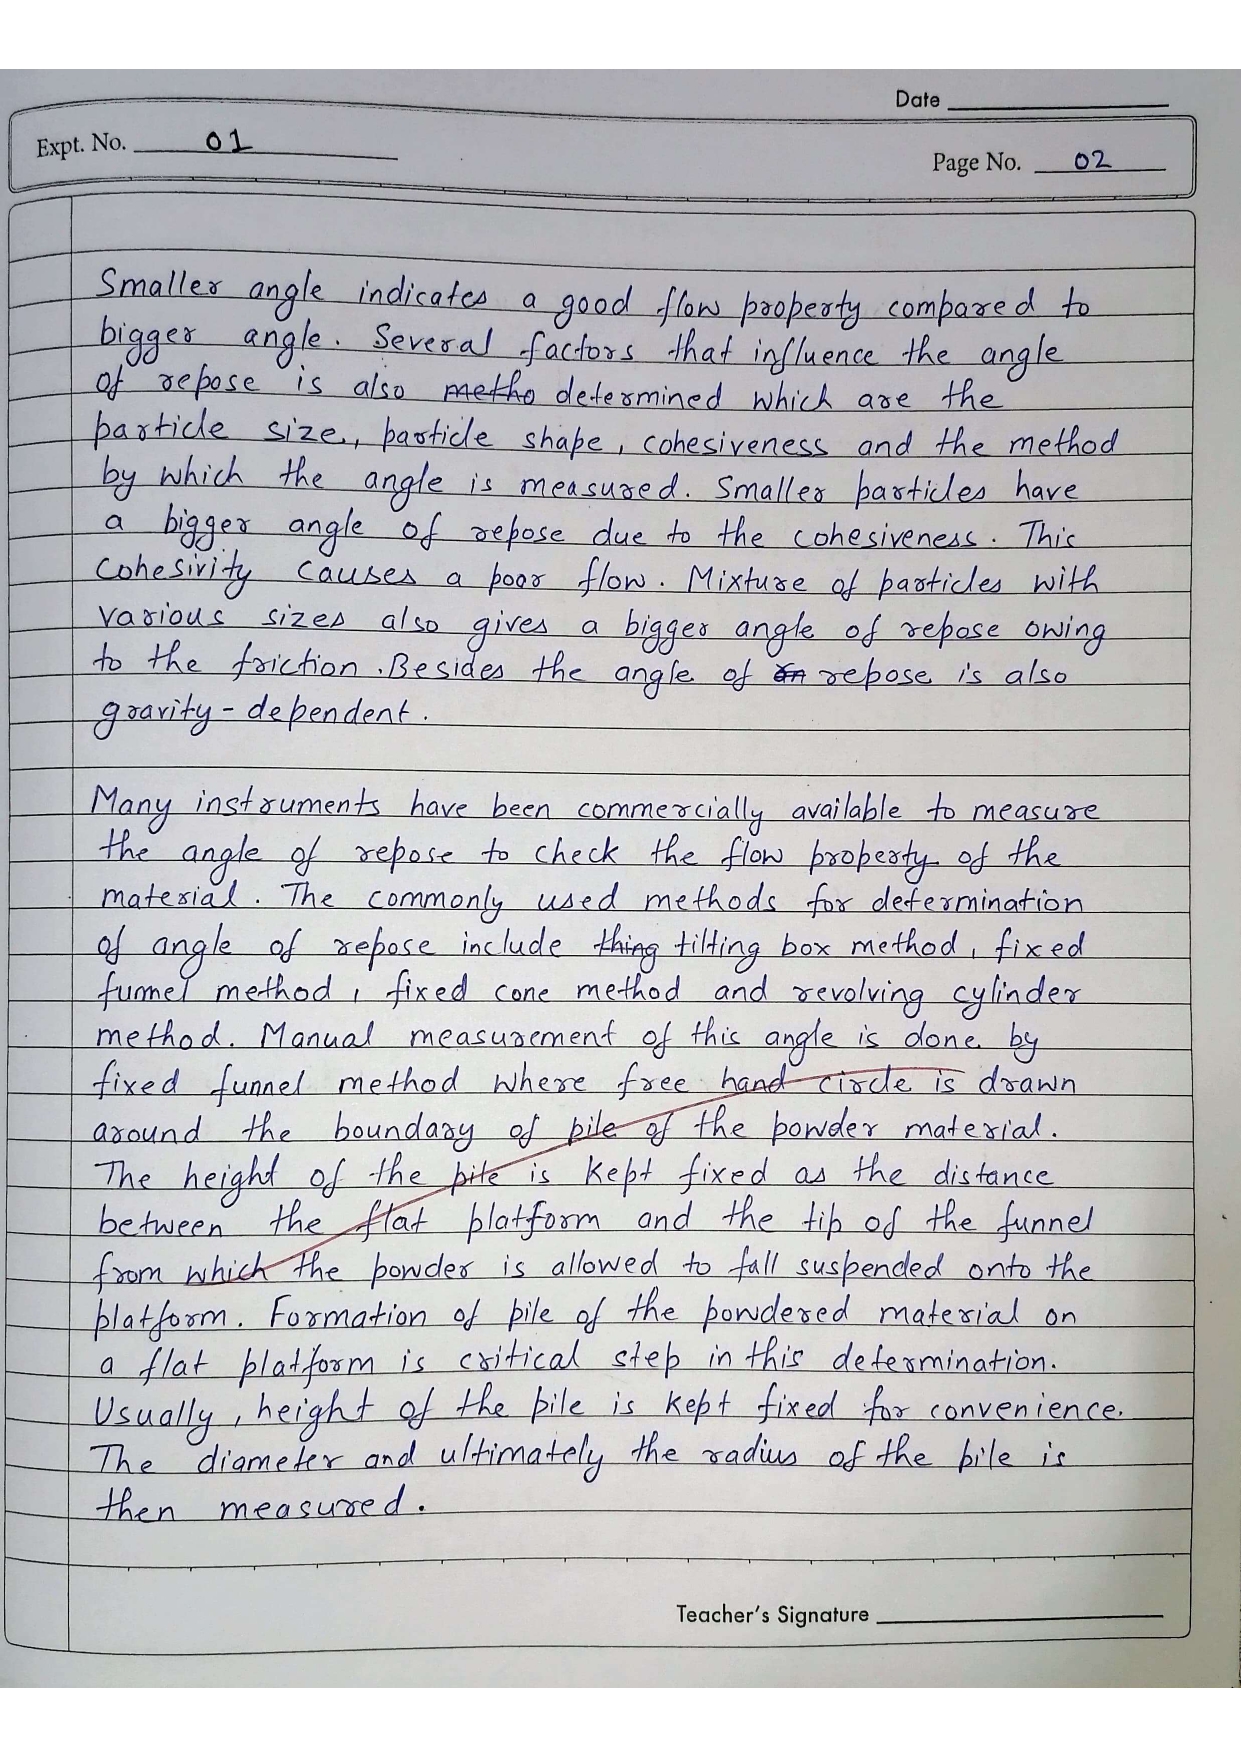 Date
Expt. No. 01
Page No. 02
Smaller angle indicates a good flow property compared to
bigger angle. Several factors that influence the angle
of repose is also metho determined which are the
particle size, particle shape, cohesiveness and the method
by which the angle is measured. Smaller particles have
a bigger angle of repose due to the cohesiveness. This
cohesivity causes a poor flow. Mixture of particles with
various sizes also gives a bigger angle of repose owing
to the friction. Besides the angle of repose is also
gravity-dependent.
Many instruments have been commercially available to measure
the angle of repose to check the flow property of the
material. The commonly used methods for determination
of angle of repose include thing tilting box method, fixed
funnel method, fixed cone method and revolving cylinder
method. Manual measurement of this angle is done by
fixed funnel method where free hand circle is drawn
around the boundary of pile of the powder material.
The height of the pile is kept fixed as the distance
between the flat platform and the tip of the funnel
from which the powder is allowed to fall suspended onto the
platform. Formation of pile of the powdered material on
a flat platform is critical step in this determination.
Usually, height of the pile is kept fixed for convenience.
The diameter and ultimately the radius of the pile is
then measured.
Teacher's Signature